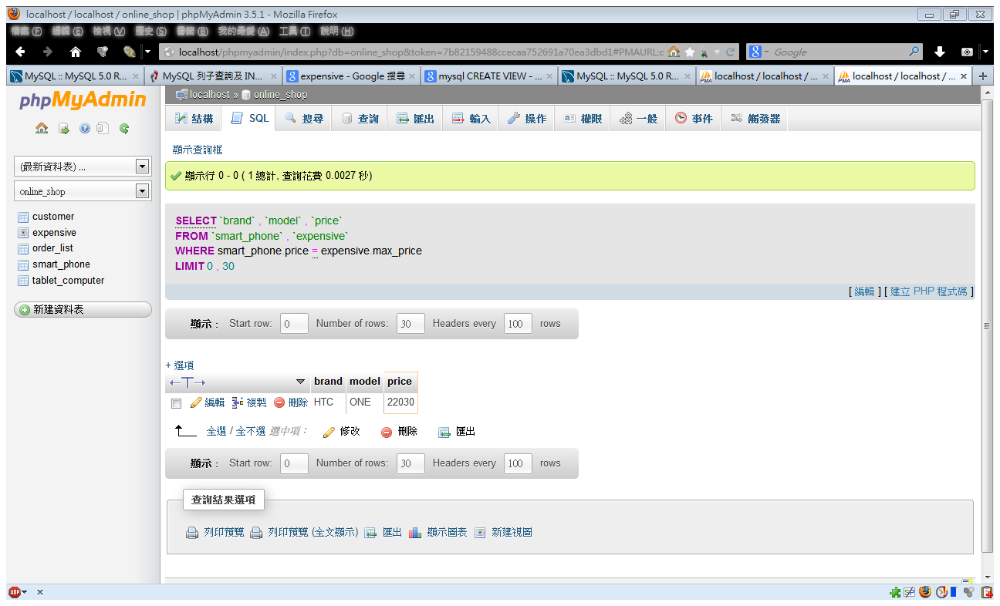 localhost / localhost / online_shop | phpMyAdmin 3.5.1 - Mozilla Firefox
檔案 (F) 編輯 (E) 檢視 (V) 歷史 (S) 書籤 (B) 我的最愛 (A) 工具 (T) 說明 (H)
localhost/phpmyadmin/index.php?db=online_shop&token=7b82159488ccecaa752691a70ea3dbd1#PMAURL:c Google
MySQL :: MySQL 5.0 R... MySQL 列子查詢及 IN... expensive - Google 搜尋 mysql CREATE VIEW - ... MySQL :: MySQL 5.0 R... localhost / localhost / ... localhost / localhost / ...
phpMyAdmin
localhost » online_shop
結構 SQL 搜尋 查詢 匯出 輸入 操作 權限 一般 事件 觸發器
(最新資料表) ...
online_shop
customer
expensive
order_list
smart_phone
tablet_computer
新建資料表
顯示查詢框
顯示行 0 - 0 ( 1 總計, 查詢花費 0.0027 秒)
SELECT `brand` , `model` , `price`
FROM `smart_phone` , `expensive`
WHERE smart_phone.price = expensive.max_price
LIMIT 0 , 30
[ 編輯 ] [ 建立 PHP 程式碼 ]
顯示 : Start row: 0 Number of rows: 30 Headers every 100 rows
+ 選項
←T→ brand model price
編輯 複製 刪除 HTC ONE 22030
全選 / 全不選 選中項: 修改 刪除 匯出
顯示 : Start row: 0 Number of rows: 30 Headers every 100 rows
查詢結果選項
列印預覽 列印預覽 (全文顯示) 匯出 顯示圖表 新建視圖
ABP